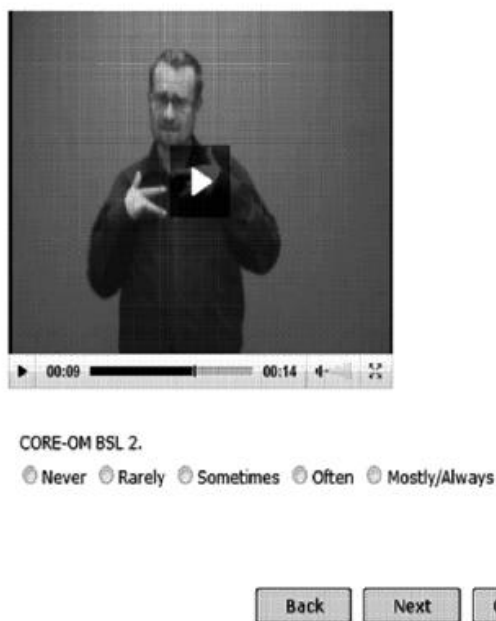 00:09 00:14
CORE-OM BSL 2.
Never Rarely Sometimes Often Mostly/Always
Back Next